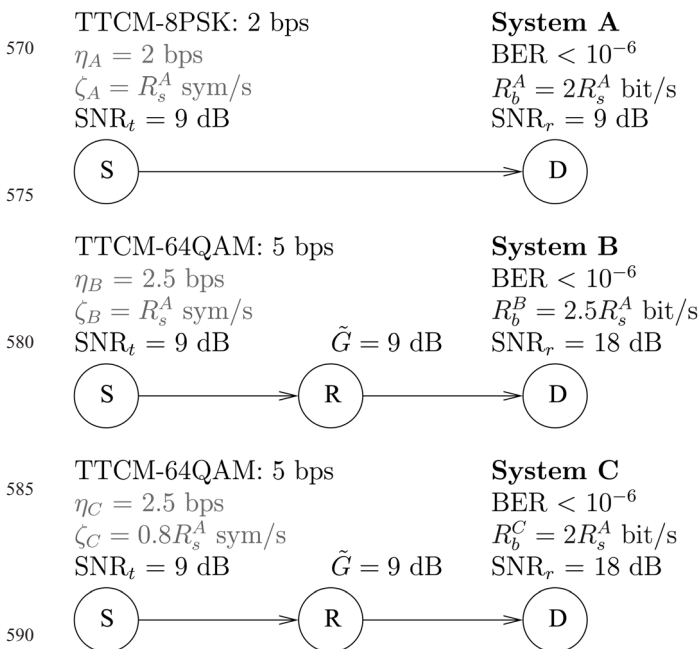 TTCM-8PSK: 2 bps System A
570
η_A = 2 bps BER < 10^{-6}
ζ_A = R_s^A sym/s R_b^A = 2R_s^A bit/s
SNR_t = 9 dB SNR_r = 9 dB
S D
575
TTCM-64QAM: 5 bps System B
η_B = 2.5 bps BER < 10^{-6}
ζ_B = R_s^A sym/s R_b^B = 2.5R_s^A bit/s
580 SNR_t = 9 dB G̃ = 9 dB SNR_r = 18 dB
S R D
TTCM-64QAM: 5 bps System C
585
η_C = 2.5 bps BER < 10^{-6}
ζ_C = 0.8R_s^A sym/s R_b^C = 2R_s^A bit/s
SNR_t = 9 dB G̃ = 9 dB SNR_r = 18 dB
S R D
590